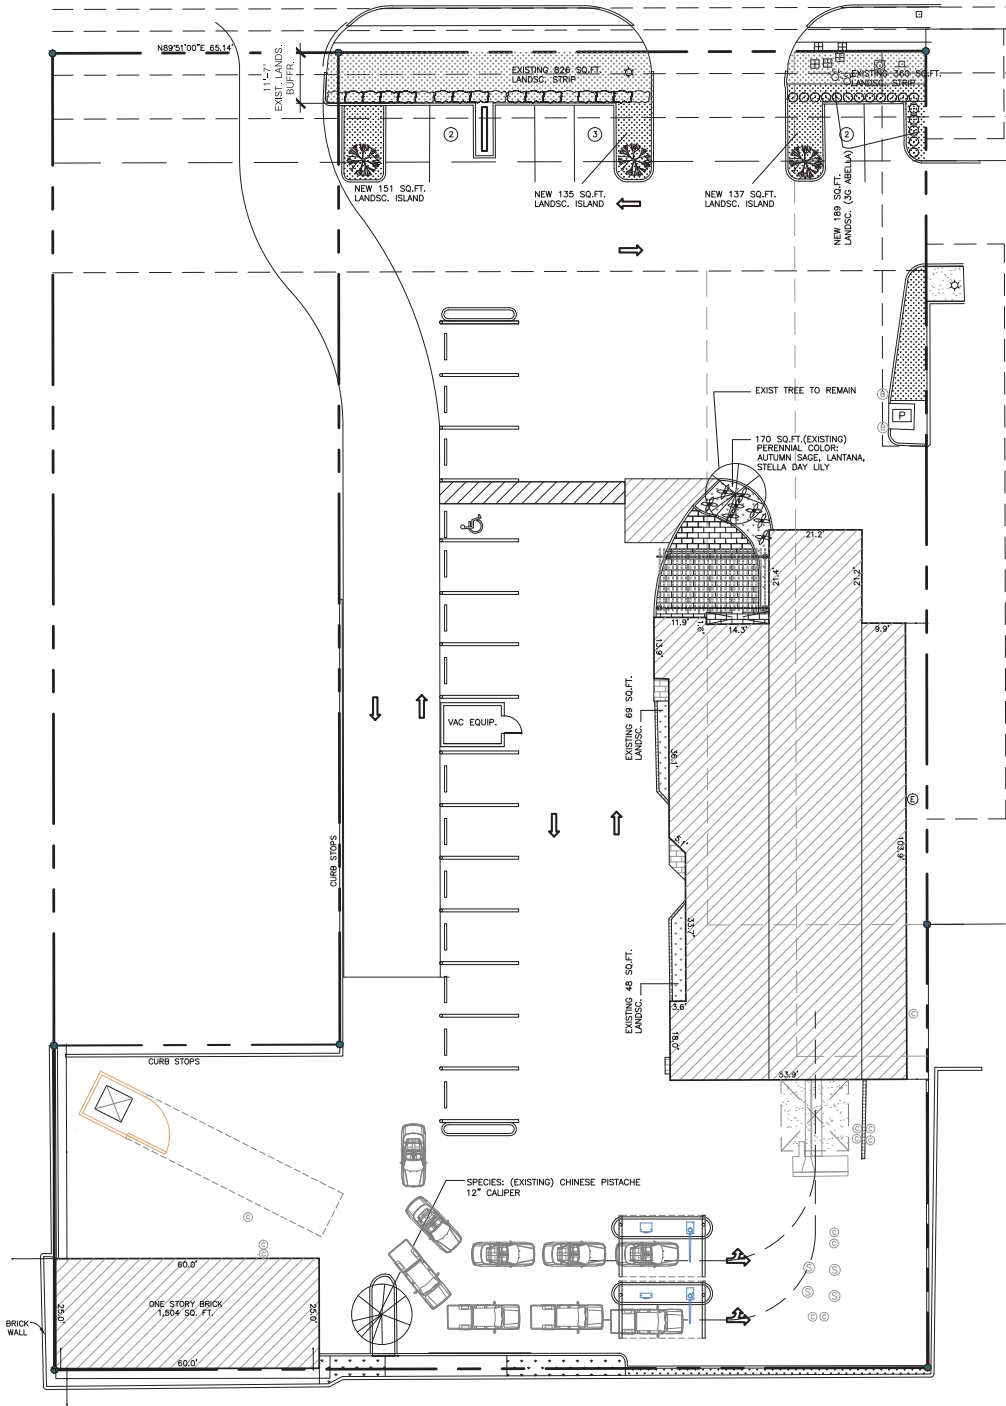 N89°51'00"E 65.14'
11'-7"
EXIST. LANDS.
BUFFR.
EXISTING 826 SQ.FT.
LANDSC. STRIP
EXISTING 360 SQ.FT.
LANDSC. STRIP
2
3
2
NEW 151 SQ.FT.
LANDSC. ISLAND
NEW 135 SQ.FT.
LANDSC. ISLAND
NEW 137 SQ.FT.
LANDSC. ISLAND
NEW 189 SQ.FT.
LANDSC. (3G ABELLA)
EXIST TREE TO REMAIN
B
P
B
170 SQ.FT.(EXISTING)
PERENNIAL COLOR:
AUTUMN SAGE, LANTANA,
STELLA DAY LILY
21.2'
21.4'
21.2'
11.9'
1.6'
14.3'
9.9'
13.9'
EXISTING 69 SQ.FT.
LANDSC.
VAC EQUIP.
36.1'
E
CURB STOPS
5.1'
103.9'
33.7'
EXISTING 48 SQ.FT.
LANDSC.
3.6'
C
18.0'
CURB STOPS
53.9'
C C
C C
SPECIES: (EXISTING) CHINESE PISTACHE
12" CALIPER
C
C
C
C
C
60.0'
S S
S S
25.0'
ONE STORY BRICK
1,504 SQ. FT.
25.0'
C C
BRICK
WALL
60.0'